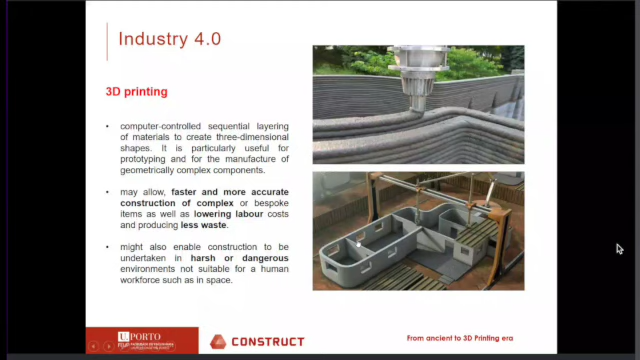 Industry 4.0
3D printing
• computer-controlled sequential layering
of materials to create three-dimensional
shapes. It is particularly useful for
prototyping and for the manufacture of
geometrically complex components.
• may allow, faster and more accurate
construction of complex or bespoke
items as well as lowering labour costs
and producing less waste.
• might also enable construction to be
undertaken in harsh or dangerous
environments not suitable for a human
workforce such as in space.
U.PORTO
CONSTRUCT
From ancient to 3D Printing era